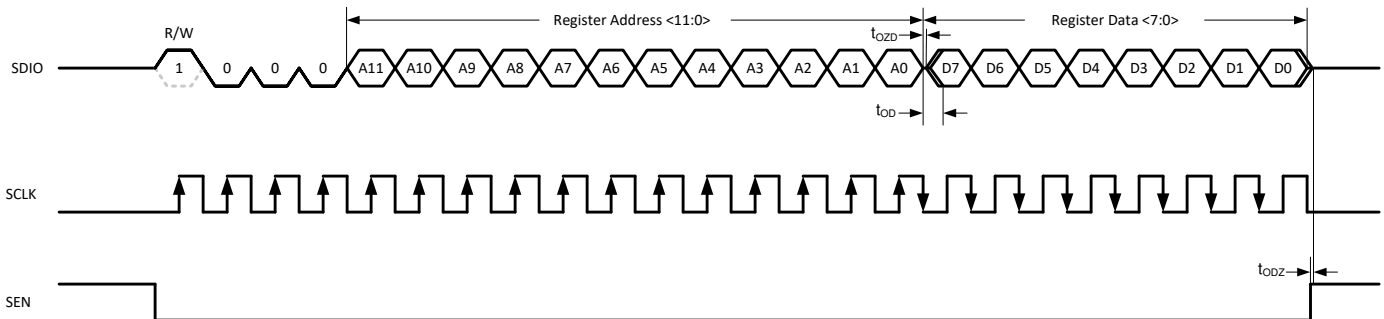 Register Address <11:0> Register Data <7:0>
R/W tOZD
SDIO 1 0 0 0 A11 A10 A9 A8 A7 A6 A5 A4 A3 A2 A1 A0 D7 D6 D5 D4 D3 D2 D1 D0
tOD
SCLK
tODZ
SEN